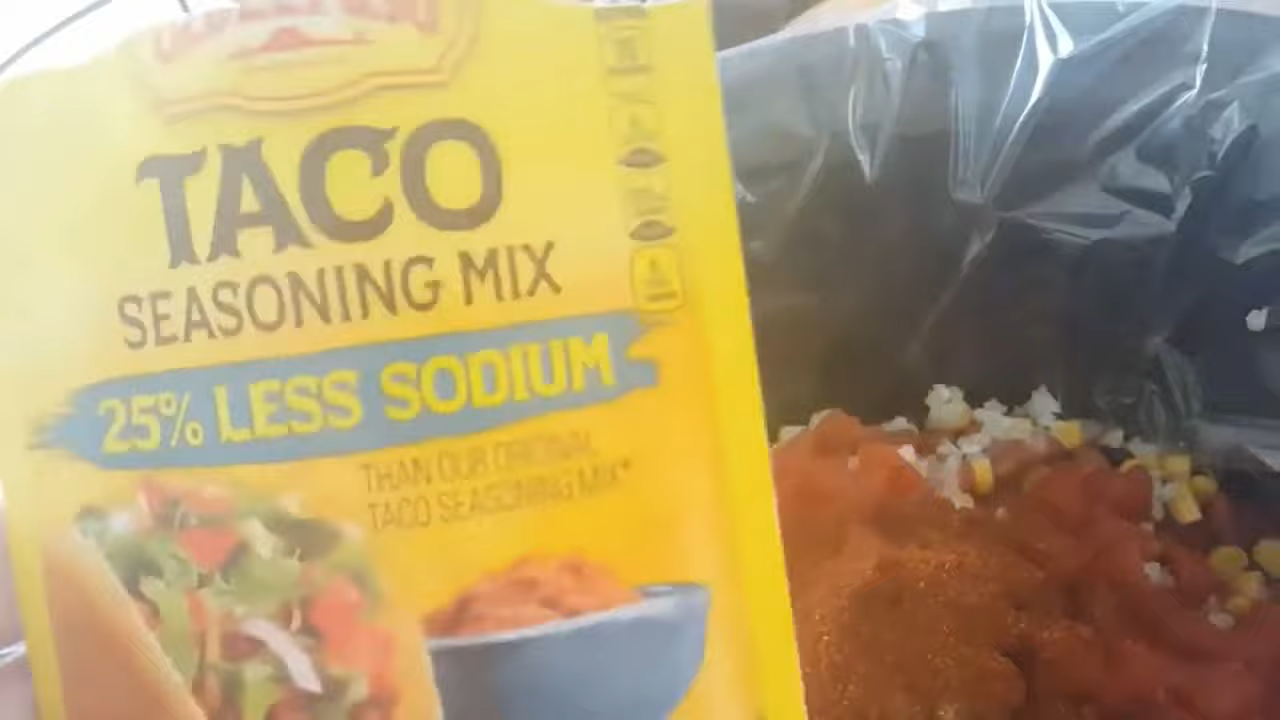 TACO
SEASONING MIX
25% LESS SODIUM
THAN OUR ORIGINAL
TACO SEASONING MIX*